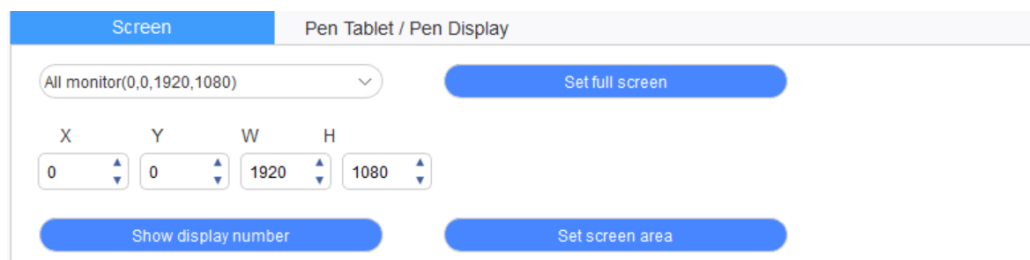 Screen Pen Tablet / Pen Display
All monitor(0,0,1920,1080) Set full screen
X Y W H
0 0 1920 1080
Show display number Set screen area